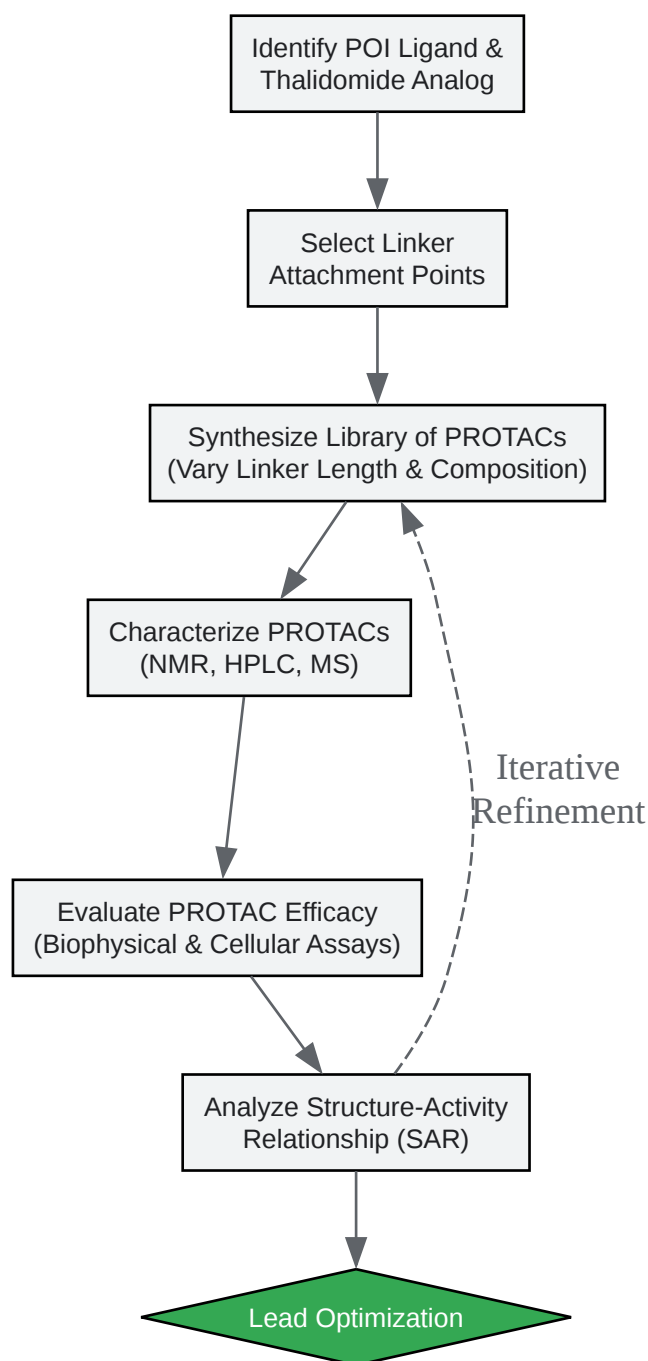 Identify POI Ligand &
Thalidomide Analog
Select Linker
Attachment Points
Synthesize Library of PROTACs
(Vary Linker Length & Composition)
Characterize PROTACs
(NMR, HPLC, MS)
Iterative
Refinement
Evaluate PROTAC Efficacy
(Biophysical & Cellular Assays)
Analyze Structure-Activity
Relationship (SAR)
Lead Optimization